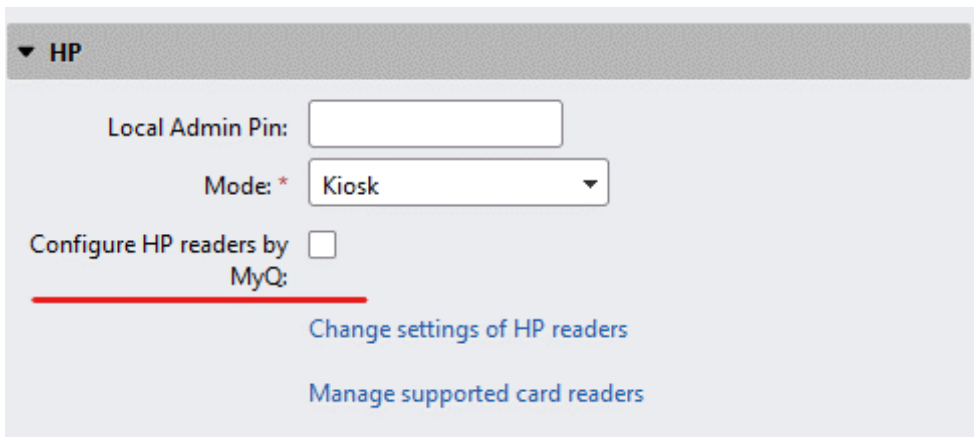 HP
Local Admin Pin:
Mode: * Kiosk
Configure HP readers by
MyQ:
Change settings of HP readers
Manage supported card readers